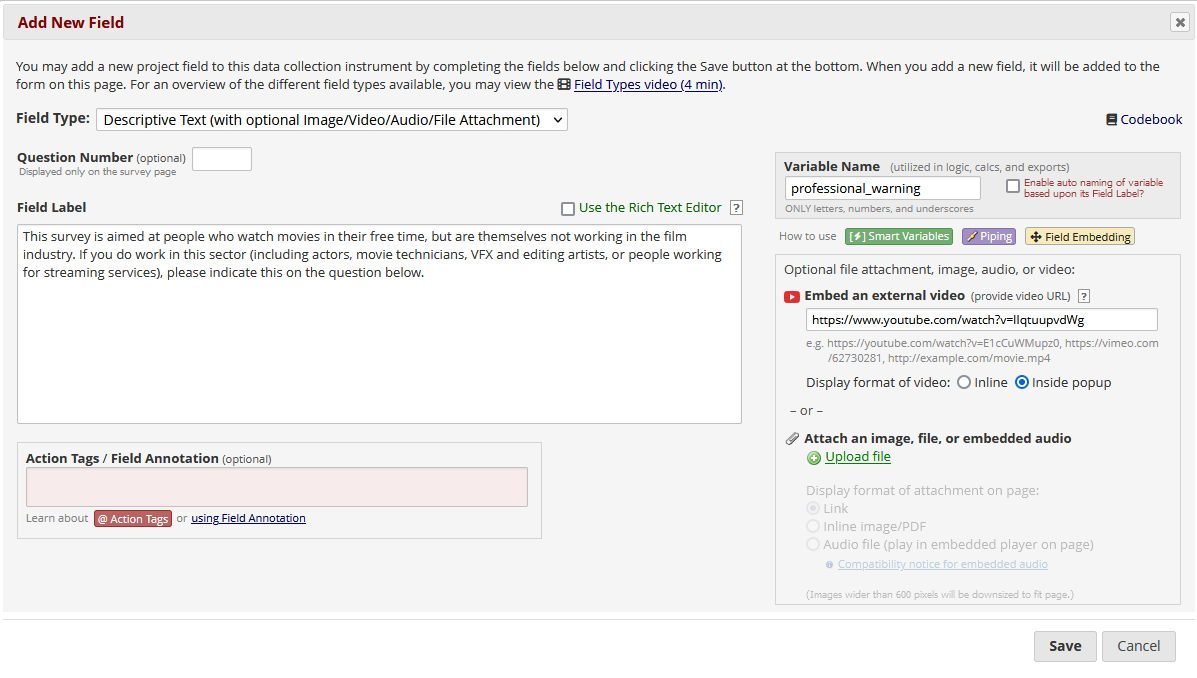 Add New Field
You may add a new project field to this data collection instrument by completing the fields below and clicking the Save button at the bottom. When you add a new field, it will be added to the
form on this page. For an overview of the different field types available, you may view the Field Types video (4 min).
Field Type: Descriptive Text (with optional Image/Video/Audio/File Attachment)
Codebook
Question Number (optional)
Displayed only on the survey page
Field Label
Use the Rich Text Editor ?
This survey is aimed at people who watch movies in their free time, but are themselves not working in the film
industry. If you do work in this sector (including actors, movie technicians, VFX and editing artists, or people working
for streaming services), please indicate this on the question below.
Action Tags / Field Annotation (optional)
Learn about @ Action Tags or using Field Annotation
Variable Name (utilized in logic, calcs, and exports)
professional_warning
Enable auto naming of variable
based upon its Field Label?
ONLY letters, numbers, and underscores
How to use [⚡] Smart Variables Piping Field Embedding
Optional file attachment, image, audio, or video:
Embed an external video (provide video URL) ?
https://www.youtube.com/watch?v=lIqtuupvdWg
e.g. https://youtube.com/watch?v=E1cCuWMupz0, https://vimeo.com
/62730281, http://example.com/movie.mp4
Display format of video: Inline Inside popup
– or –
Attach an image, file, or embedded audio
Upload file
Display format of attachment on page:
Link
Inline image/PDF
Audio file (play in embedded player on page)
Compatibility notice for embedded audio
(Images wider than 600 pixels will be downsized to fit page.)
Save
Cancel